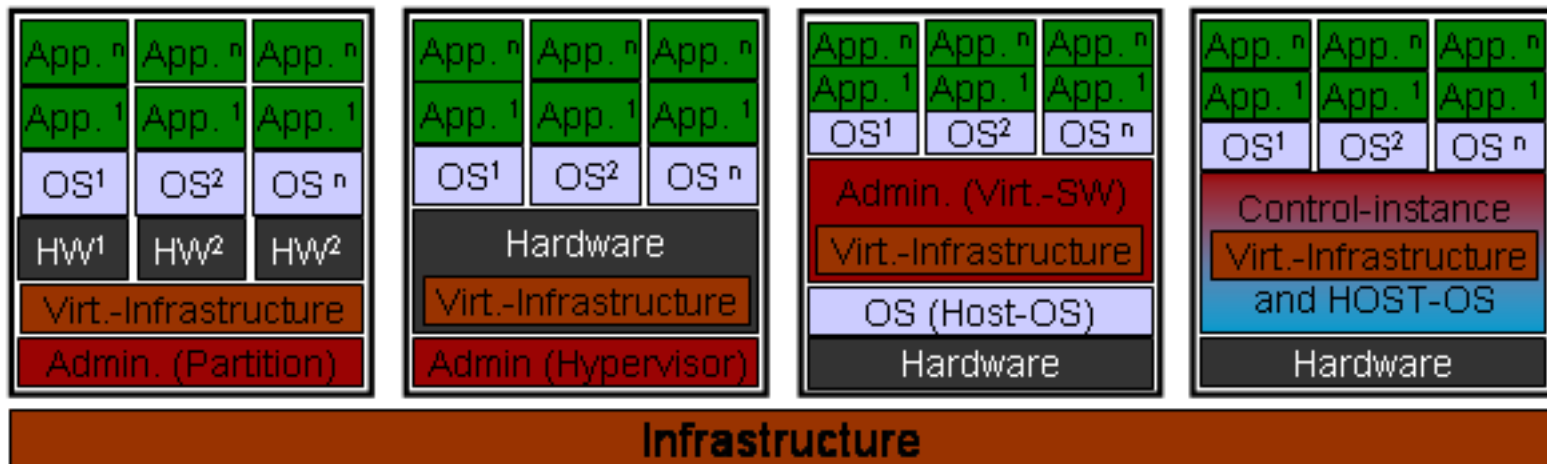 App. ⁿ App. ⁿ App. ⁿ
App. ¹ App. ¹ App. ¹
OS¹ OS² OS ⁿ
HW¹ HW² HW²
Virt.-Infrastructure
Admin. (Partition)
App. ⁿ App. ⁿ App. ⁿ
App. ¹ App. ¹ App. ¹
OS¹ OS² OS ⁿ
Hardware
Virt.-Infrastructure
Admin (Hypervisor)
App. ⁿ App. ⁿ App. ⁿ
App. ¹ App. ¹ App. ¹
OS¹ OS² OS ⁿ
Admin. (Virt.-SW)
Virt.-Infrastructure
OS (Host-OS)
Hardware
App. ⁿ App. ⁿ App. ⁿ
App. ¹ App. ¹ App. ¹
OS¹ OS² OS ⁿ
Control-instance
Virt.-Infrastructure
and HOST-OS
Hardware
Infrastructure